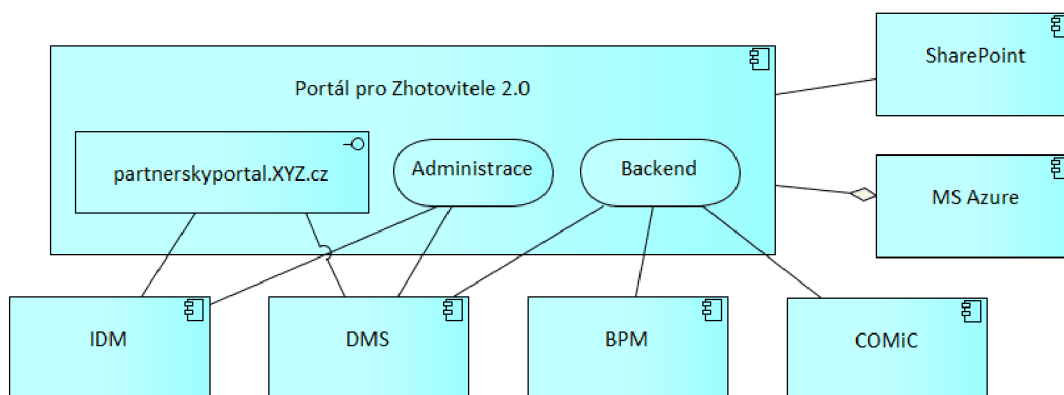 SharePoint
Portál pro Zhotovitele 2.0
partnerskyportal.XYZ.cz
Administrace
Backend
MS Azure
IDM
DMS
BPM
COMiC